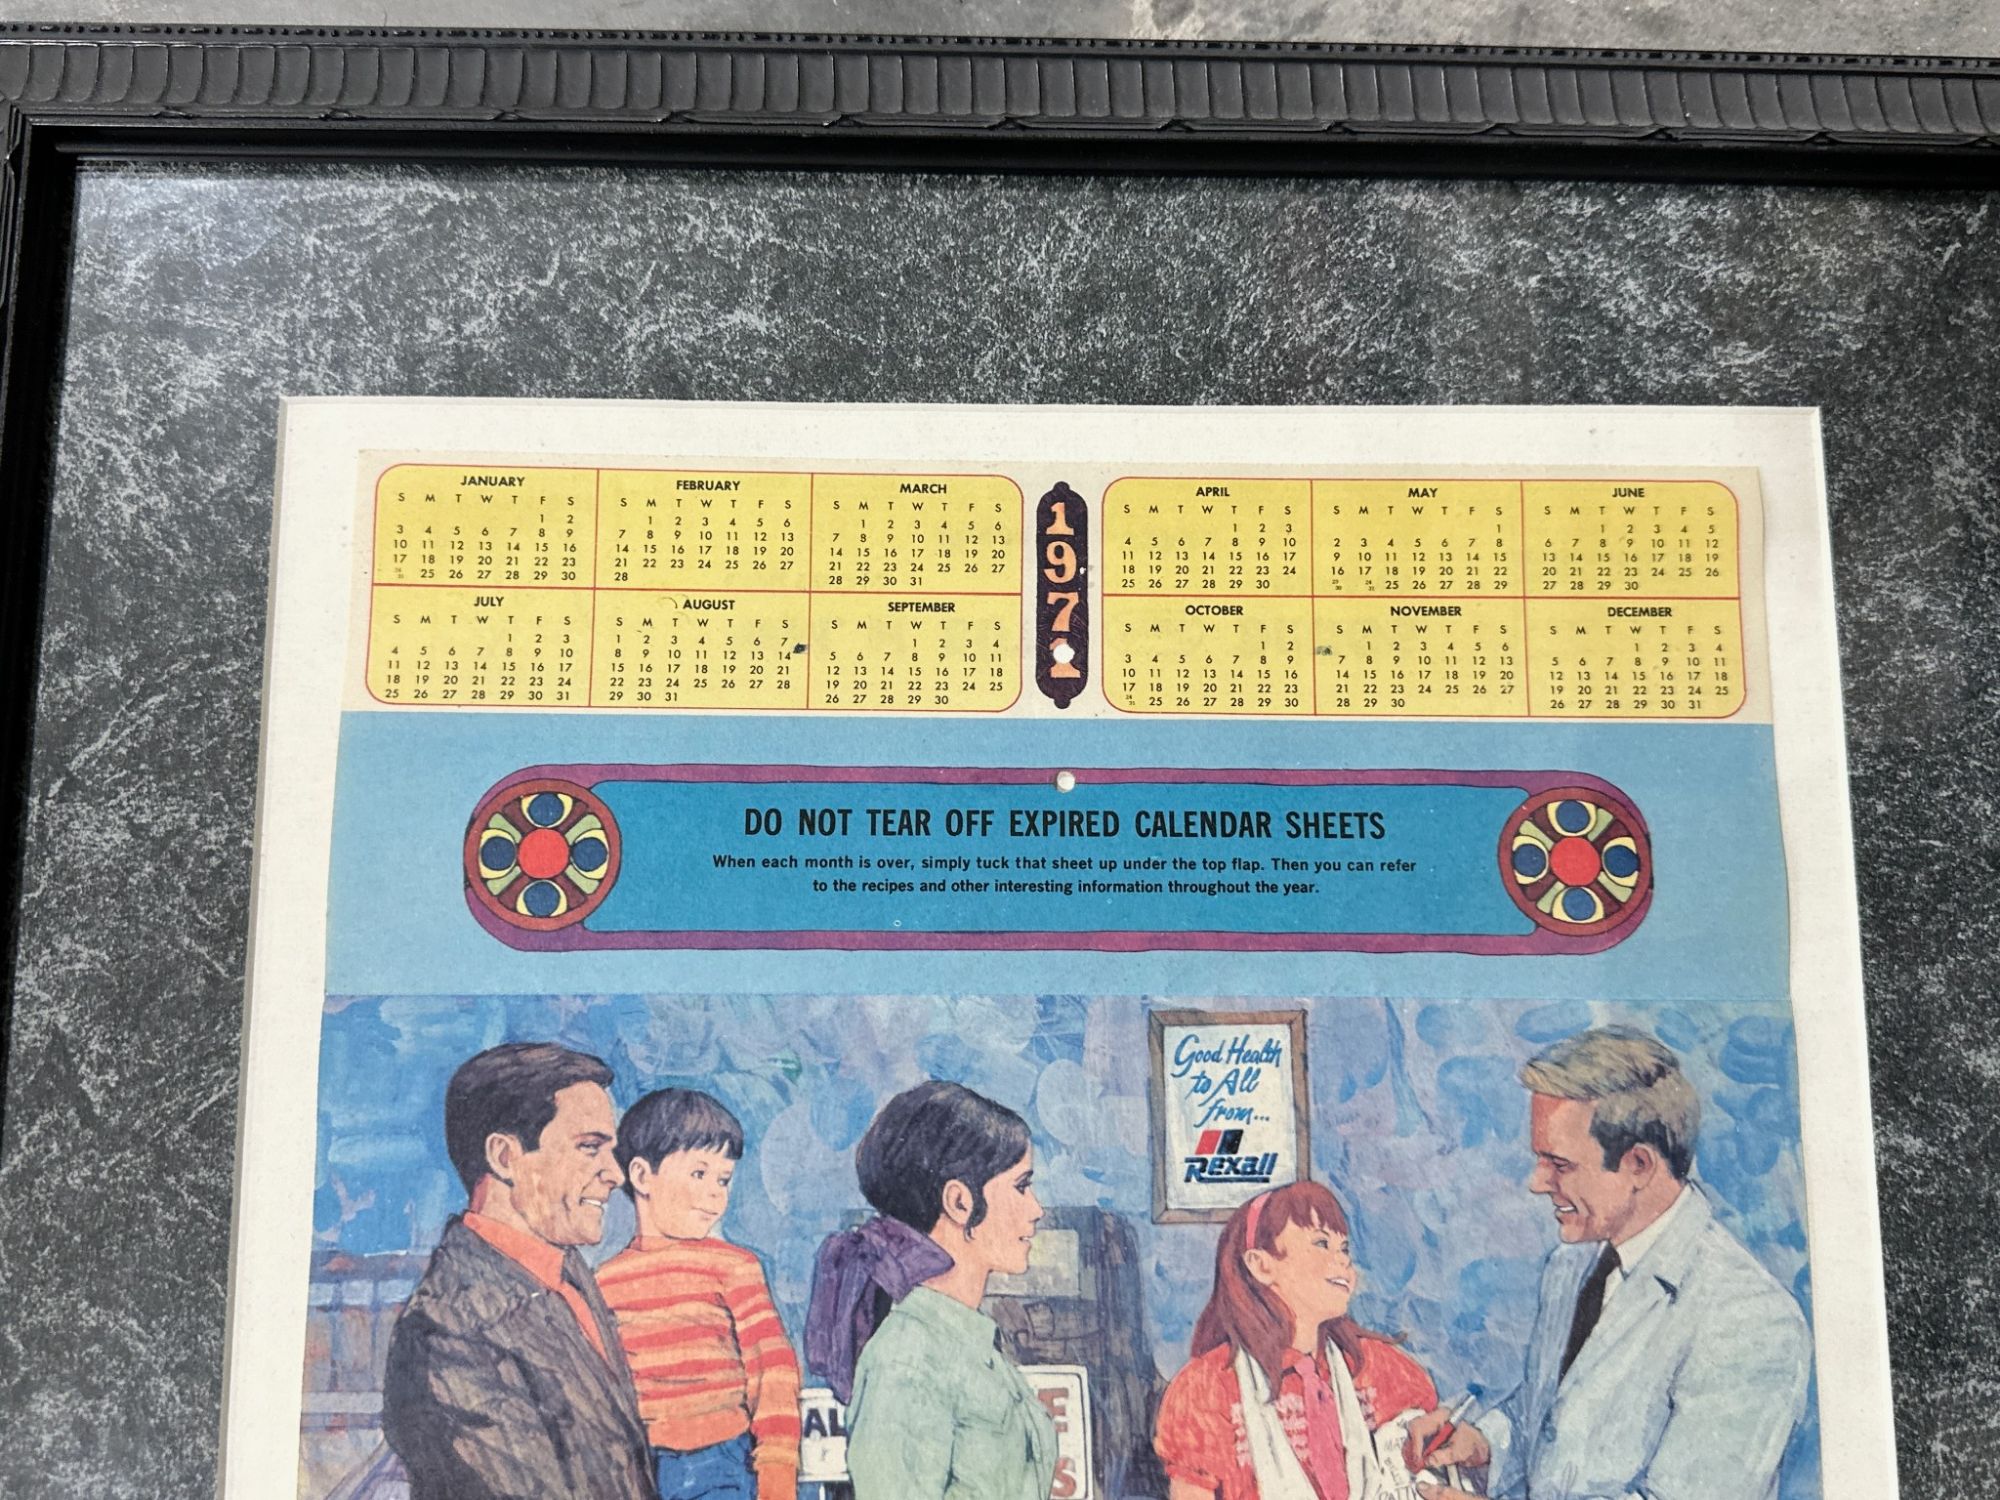 JANUARY
S M T W T F S
1 2
3 4 5 6 7 8 9
10 11 12 13 14 15 16
17 18 19 20 21 22 23
24/31 25 26 27 28 29 30
FEBRUARY
S M T W T F S
1 2 3 4 5 6
7 8 9 10 11 12 13
14 15 16 17 18 19 20
21 22 23 24 25 26 27
28
MARCH
S M T W T F S
1 2 3 4 5 6
7 8 9 10 11 12 13
14 15 16 17 18 19 20
21 22 23 24 25 26 27
28 29 30 31
1971
APRIL
S M T W T F S
1 2 3
4 5 6 7 8 9 10
11 12 13 14 15 16 17
18 19 20 21 22 23 24
25 26 27 28 29 30
MAY
S M T W T F S
1
2 3 4 5 6 7 8
9 10 11 12 13 14 15
16 17 18 19 20 21 22
23/30 24/31 25 26 27 28 29
JUNE
S M T W T F S
1 2 3 4 5
6 7 8 9 10 11 12
13 14 15 16 17 18 19
20 21 22 23 24 25 26
27 28 29 30
JULY
S M T W T F S
1 2 3
4 5 6 7 8 9 10
11 12 13 14 15 16 17
18 19 20 21 22 23 24
25 26 27 28 29 30 31
AUGUST
S M T W T F S
1 2 3 4 5 6 7
8 9 10 11 12 13 14
15 16 17 18 19 20 21
22 23 24 25 26 27 28
29 30 31
SEPTEMBER
S M T W T F S
1 2 3 4
5 6 7 8 9 10 11
12 13 14 15 16 17 18
19 20 21 22 23 24 25
26 27 28 29 30
OCTOBER
S M T W T F S
1 2
3 4 5 6 7 8 9
10 11 12 13 14 15 16
17 18 19 20 21 22 23
24/31 25 26 27 28 29 30
NOVEMBER
S M T W T F S
1 2 3 4 5 6
7 8 9 10 11 12 13
14 15 16 17 18 19 20
21 22 23 24 25 26 27
28 29 30
DECEMBER
S M T W T F S
1 2 3 4
5 6 7 8 9 10 11
12 13 14 15 16 17 18
19 20 21 22 23 24 25
26 27 28 29 30 31
DO NOT TEAR OFF EXPIRED CALENDAR SHEETS
When each month is over, simply tuck that sheet up under the top flap. Then you can refer
to the recipes and other interesting information throughout the year.
Good Health
to All
from...
Rexall
AL
E
S